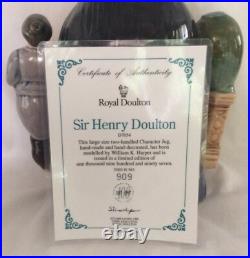 Certificate of Authenticity
Royal Doulton
Sir Henry Doulton
D7054
This large size two-handled Character Jug,
hand-made and hand-decorated, has been
modelled by William K. Harper and is
issued in a limited edition of
one thousand nine hundred and ninety seven.
THIS IS NO.
909